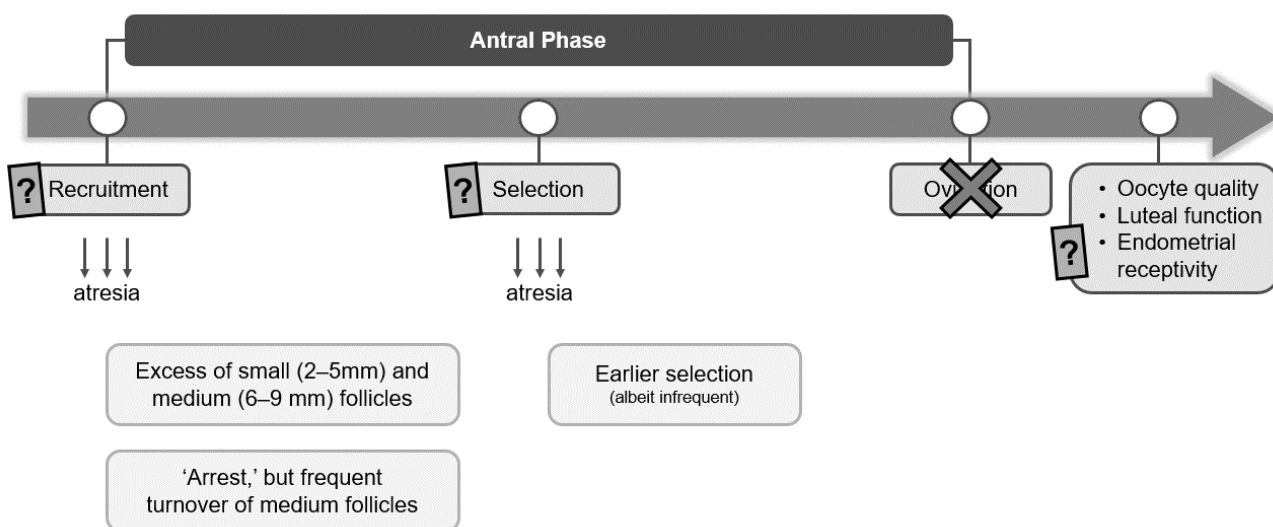 Antral Phase
? Recruitment
? Selection
• Oocyte quality
• Luteal function
? • Endometrial
receptivity
atresia
atresia
Excess of small (2–5mm) and
medium (6–9 mm) follicles
Earlier selection
(albeit infrequent)
‘Arrest,’ but frequent
turnover of medium follicles